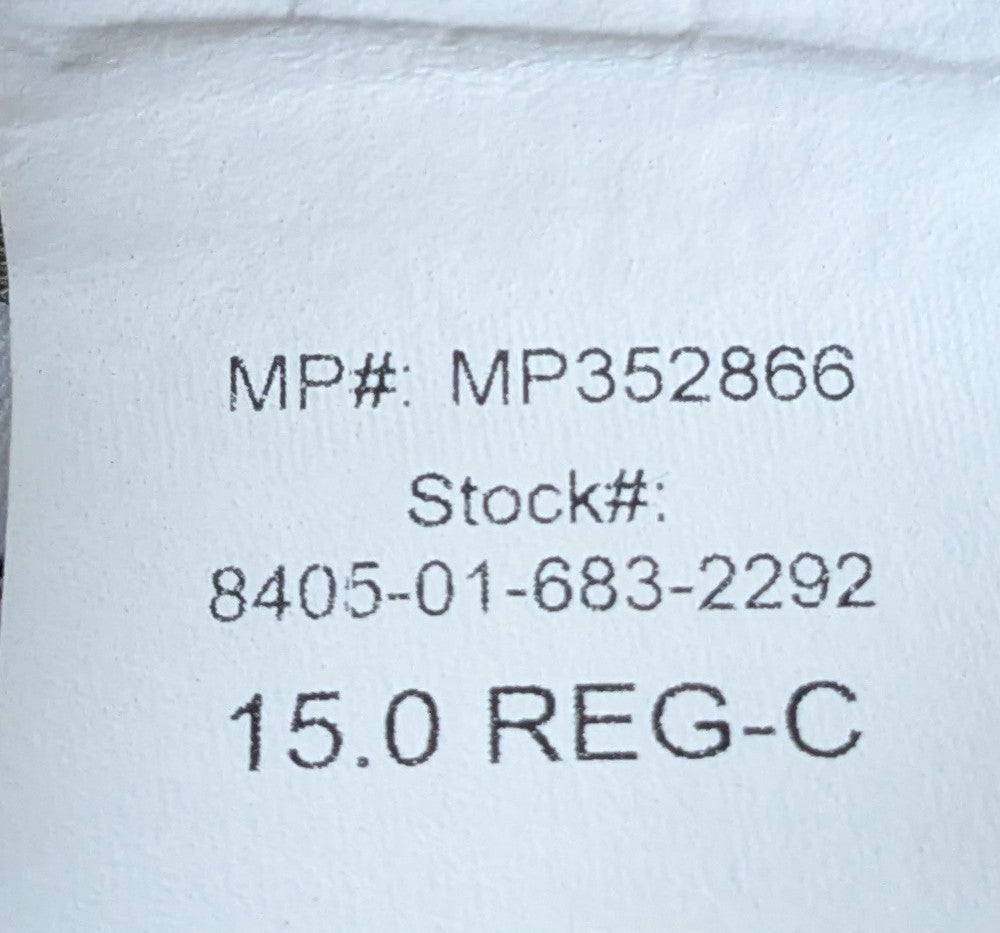 MP#: MP352866
Stock#:
8405-01-683-2292
15.0 REG-C